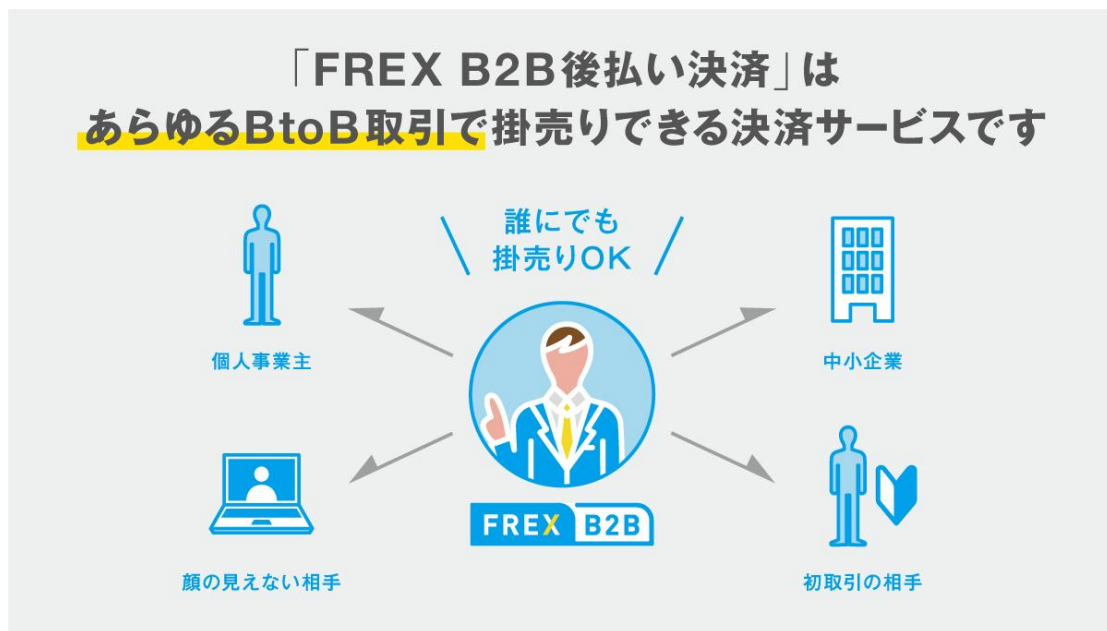 「FREX B2B後払い決済」は
あらゆるBtoB取引で掛売りできる決済サービスです
誰にでも
掛売りOK
個人事業主
中小企業
FREX B2B
顔の見えない相手
初取引の相手